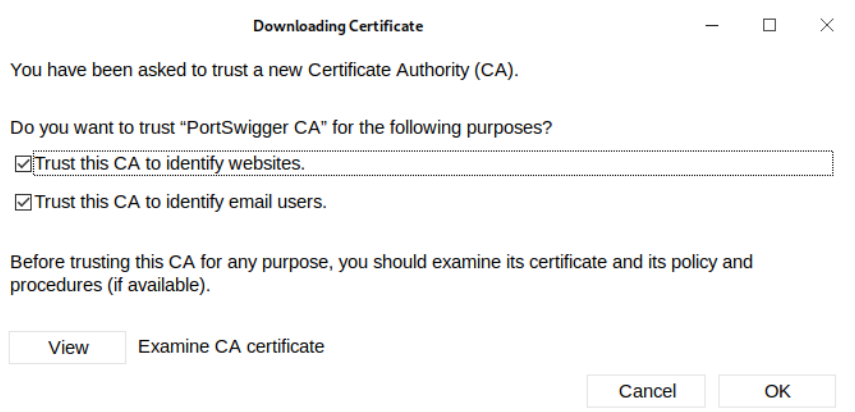 Downloading Certificate
You have been asked to trust a new Certificate Authority (CA).
Do you want to trust “PortSwigger CA” for the following purposes?
Trust this CA to identify websites.
Trust this CA to identify email users.
Before trusting this CA for any purpose, you should examine its certificate and its policy and
procedures (if available).
View Examine CA certificate
Cancel OK